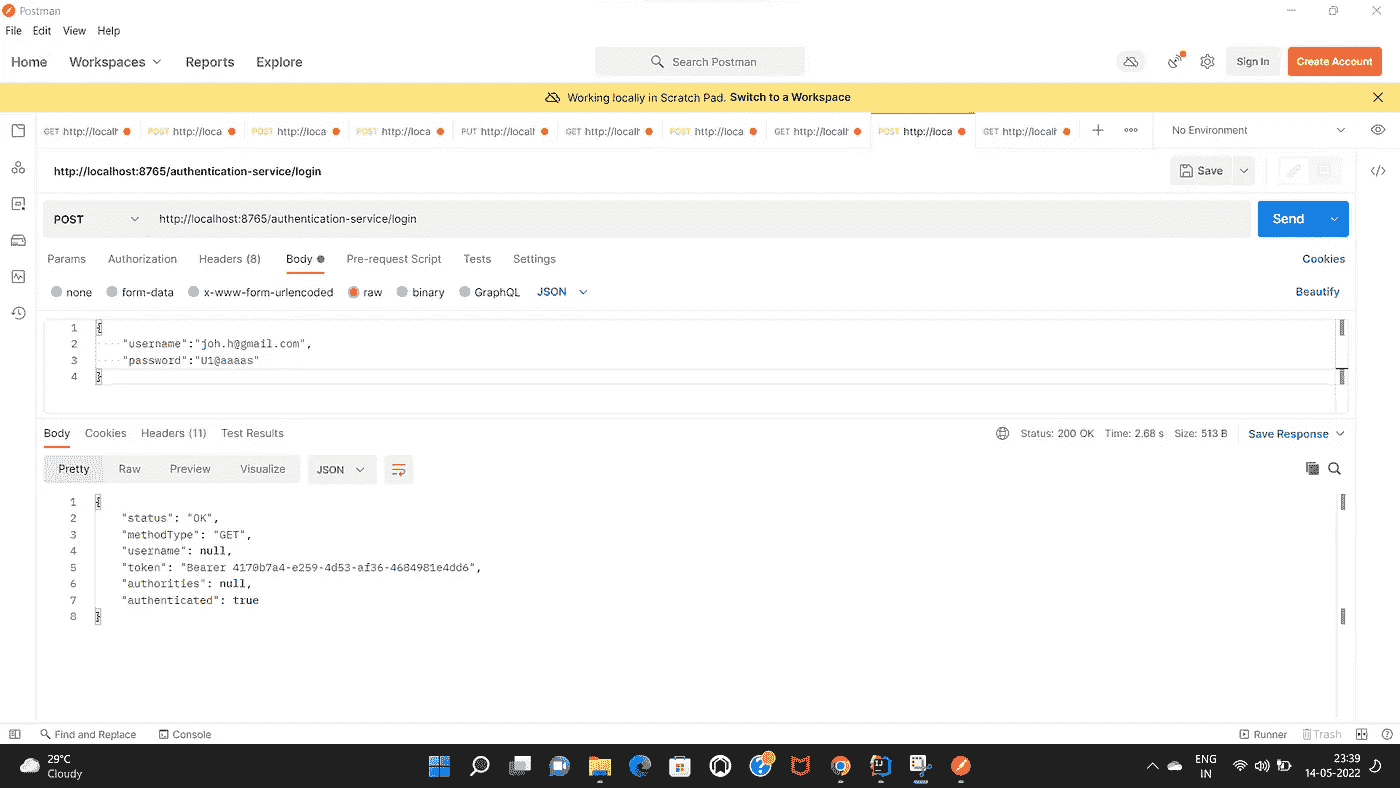 Postman
File Edit View Help
Home Workspaces Reports Explore Search Postman Sign In Create Account
Working locally in Scratch Pad. Switch to a Workspace
GET http://localh POST http://loca POST http://loca POST http://loca PUT http://localh GET http://localh POST http://loca GET http://localh POST http://loca GET http://localh No Environment
http://localhost:8765/authentication-service/login Save
POST http://localhost:8765/authentication-service/login Send
Params Authorization Headers (8) Body Pre-request Script Tests Settings Cookies
none form-data x-www-form-urlencoded raw binary GraphQL JSON Beautify
1 {
2 "username":"joh.h@gmail.com",
3 "password":"U1@aaaas"
4 }
Body Cookies Headers (11) Test Results Status: 200 OK Time: 2.68 s Size: 513 B Save Response
Pretty Raw Preview Visualize JSON
1 {
2 "status": "OK",
3 "methodType": "GET",
4 "username": null,
5 "token": "Bearer 4170b7a4-e259-4d53-af36-4684981e4dd6",
6 "authorities": null,
7 "authenticated": true
8 }
Find and Replace Console Runner Trash
29°C
Cloudy
ENG
IN
23:39
14-05-2022